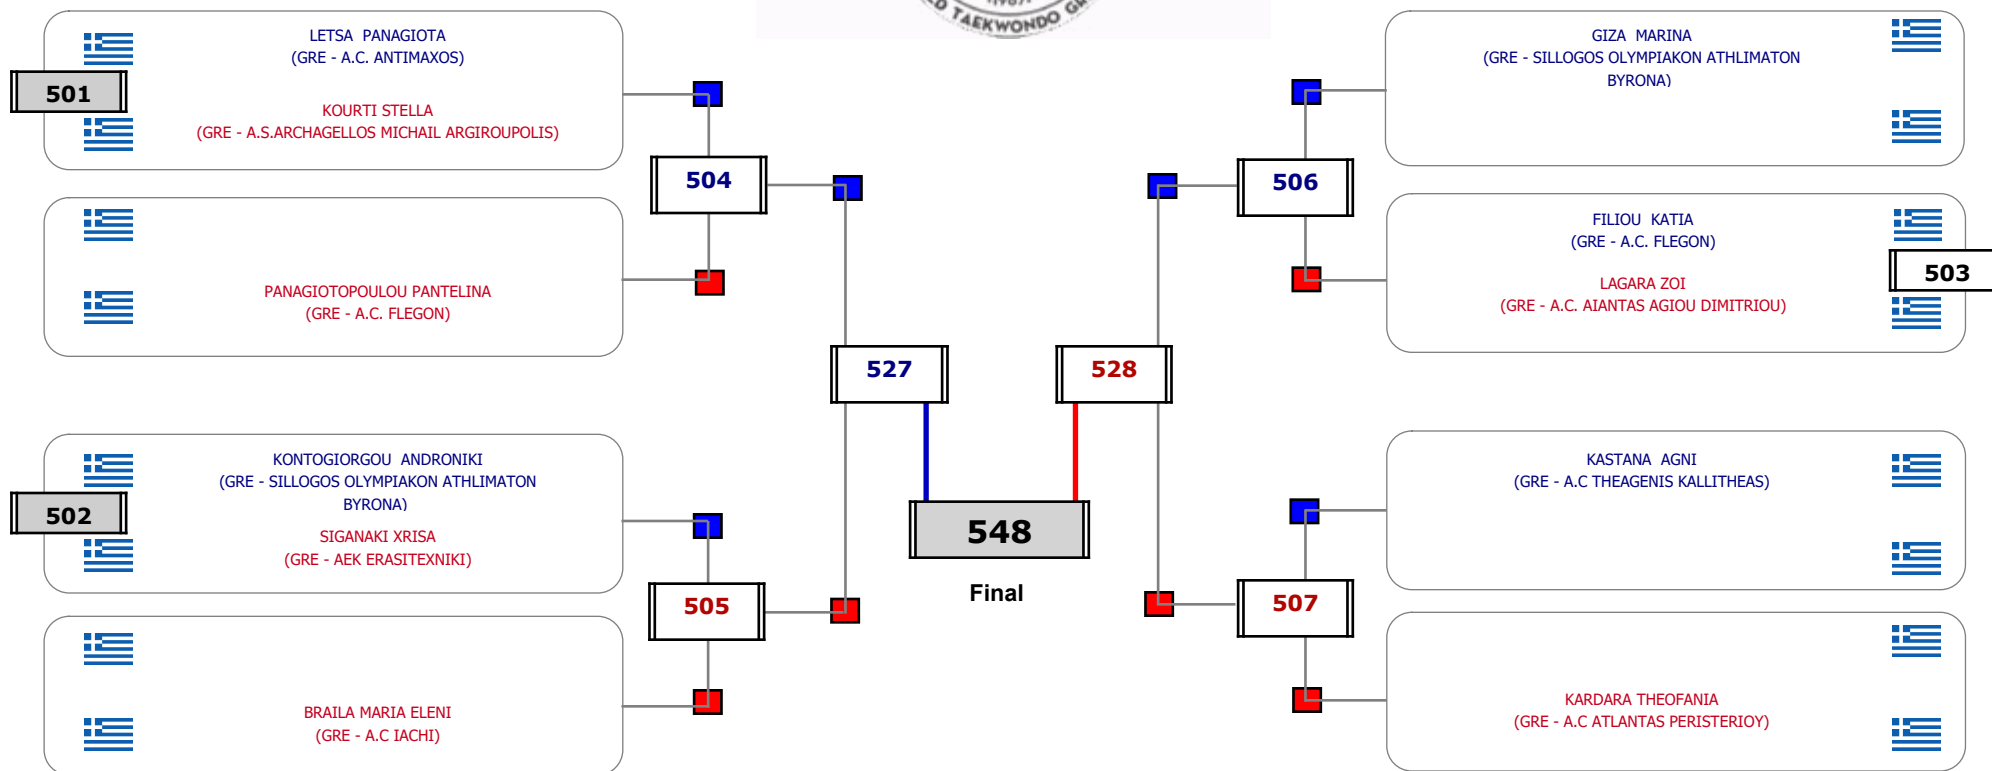 D TAEKWONDO G
LETSA  PANAGIOTA
(GRE - A.C. ANTIMAXOS)
501
KOURTI STELLA
(GRE - A.S.ARCHAGELLOS MICHAIL ARGIROUPOLIS)
504
PANAGIOTOPOULOU PANTELINA
(GRE - A.C. FLEGON)
527
KONTOGIORGOU  ANDRONIKI
(GRE - SILLOGOS OLYMPIAKON ATHLIMATON
BYRONA)
502
SIGANAKI XRISA
(GRE - AEK ERASITEXNIKI)
505
BRAILA MARIA ELENI
(GRE - A.C IACHI)
548
Final
GIZA  MARINA
(GRE - SILLOGOS OLYMPIAKON ATHLIMATON
BYRONA)
506
FILIOU  KATIA
(GRE - A.C. FLEGON)
503
LAGARA ZOI
(GRE - A.C. AIANTAS AGIOU DIMITRIOU)
528
KASTANA  AGNI
(GRE - A.C THEAGENIS KALLITHEAS)
507
KARDARA THEOFANIA
(GRE - A.C ATLANTAS PERISTERIOY)